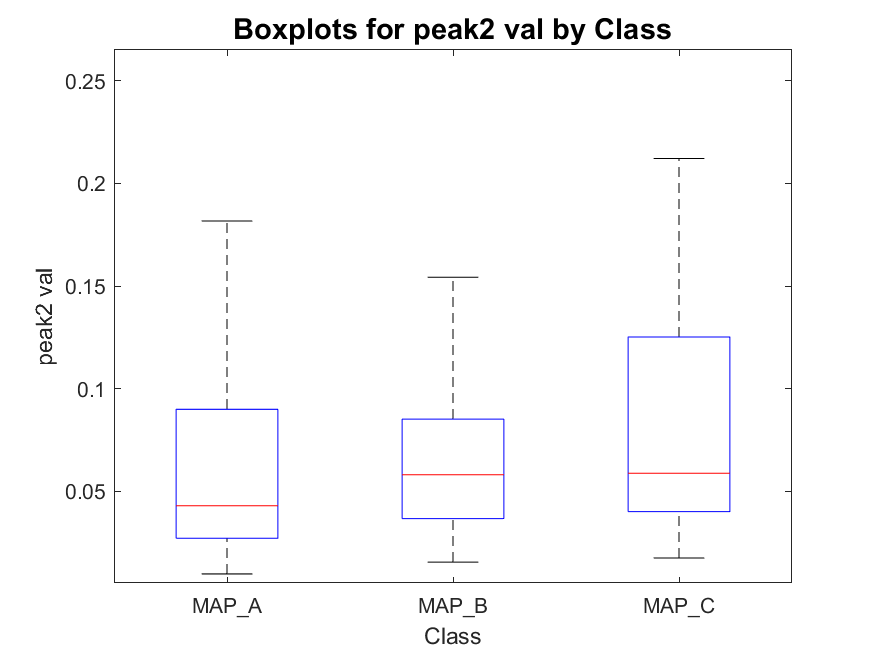 Boxplots for peak2 val by Class
0.25
0.2
0.15
0.1
0.05
peak2 val
MAP_A
MAP_B
MAP_C
Class